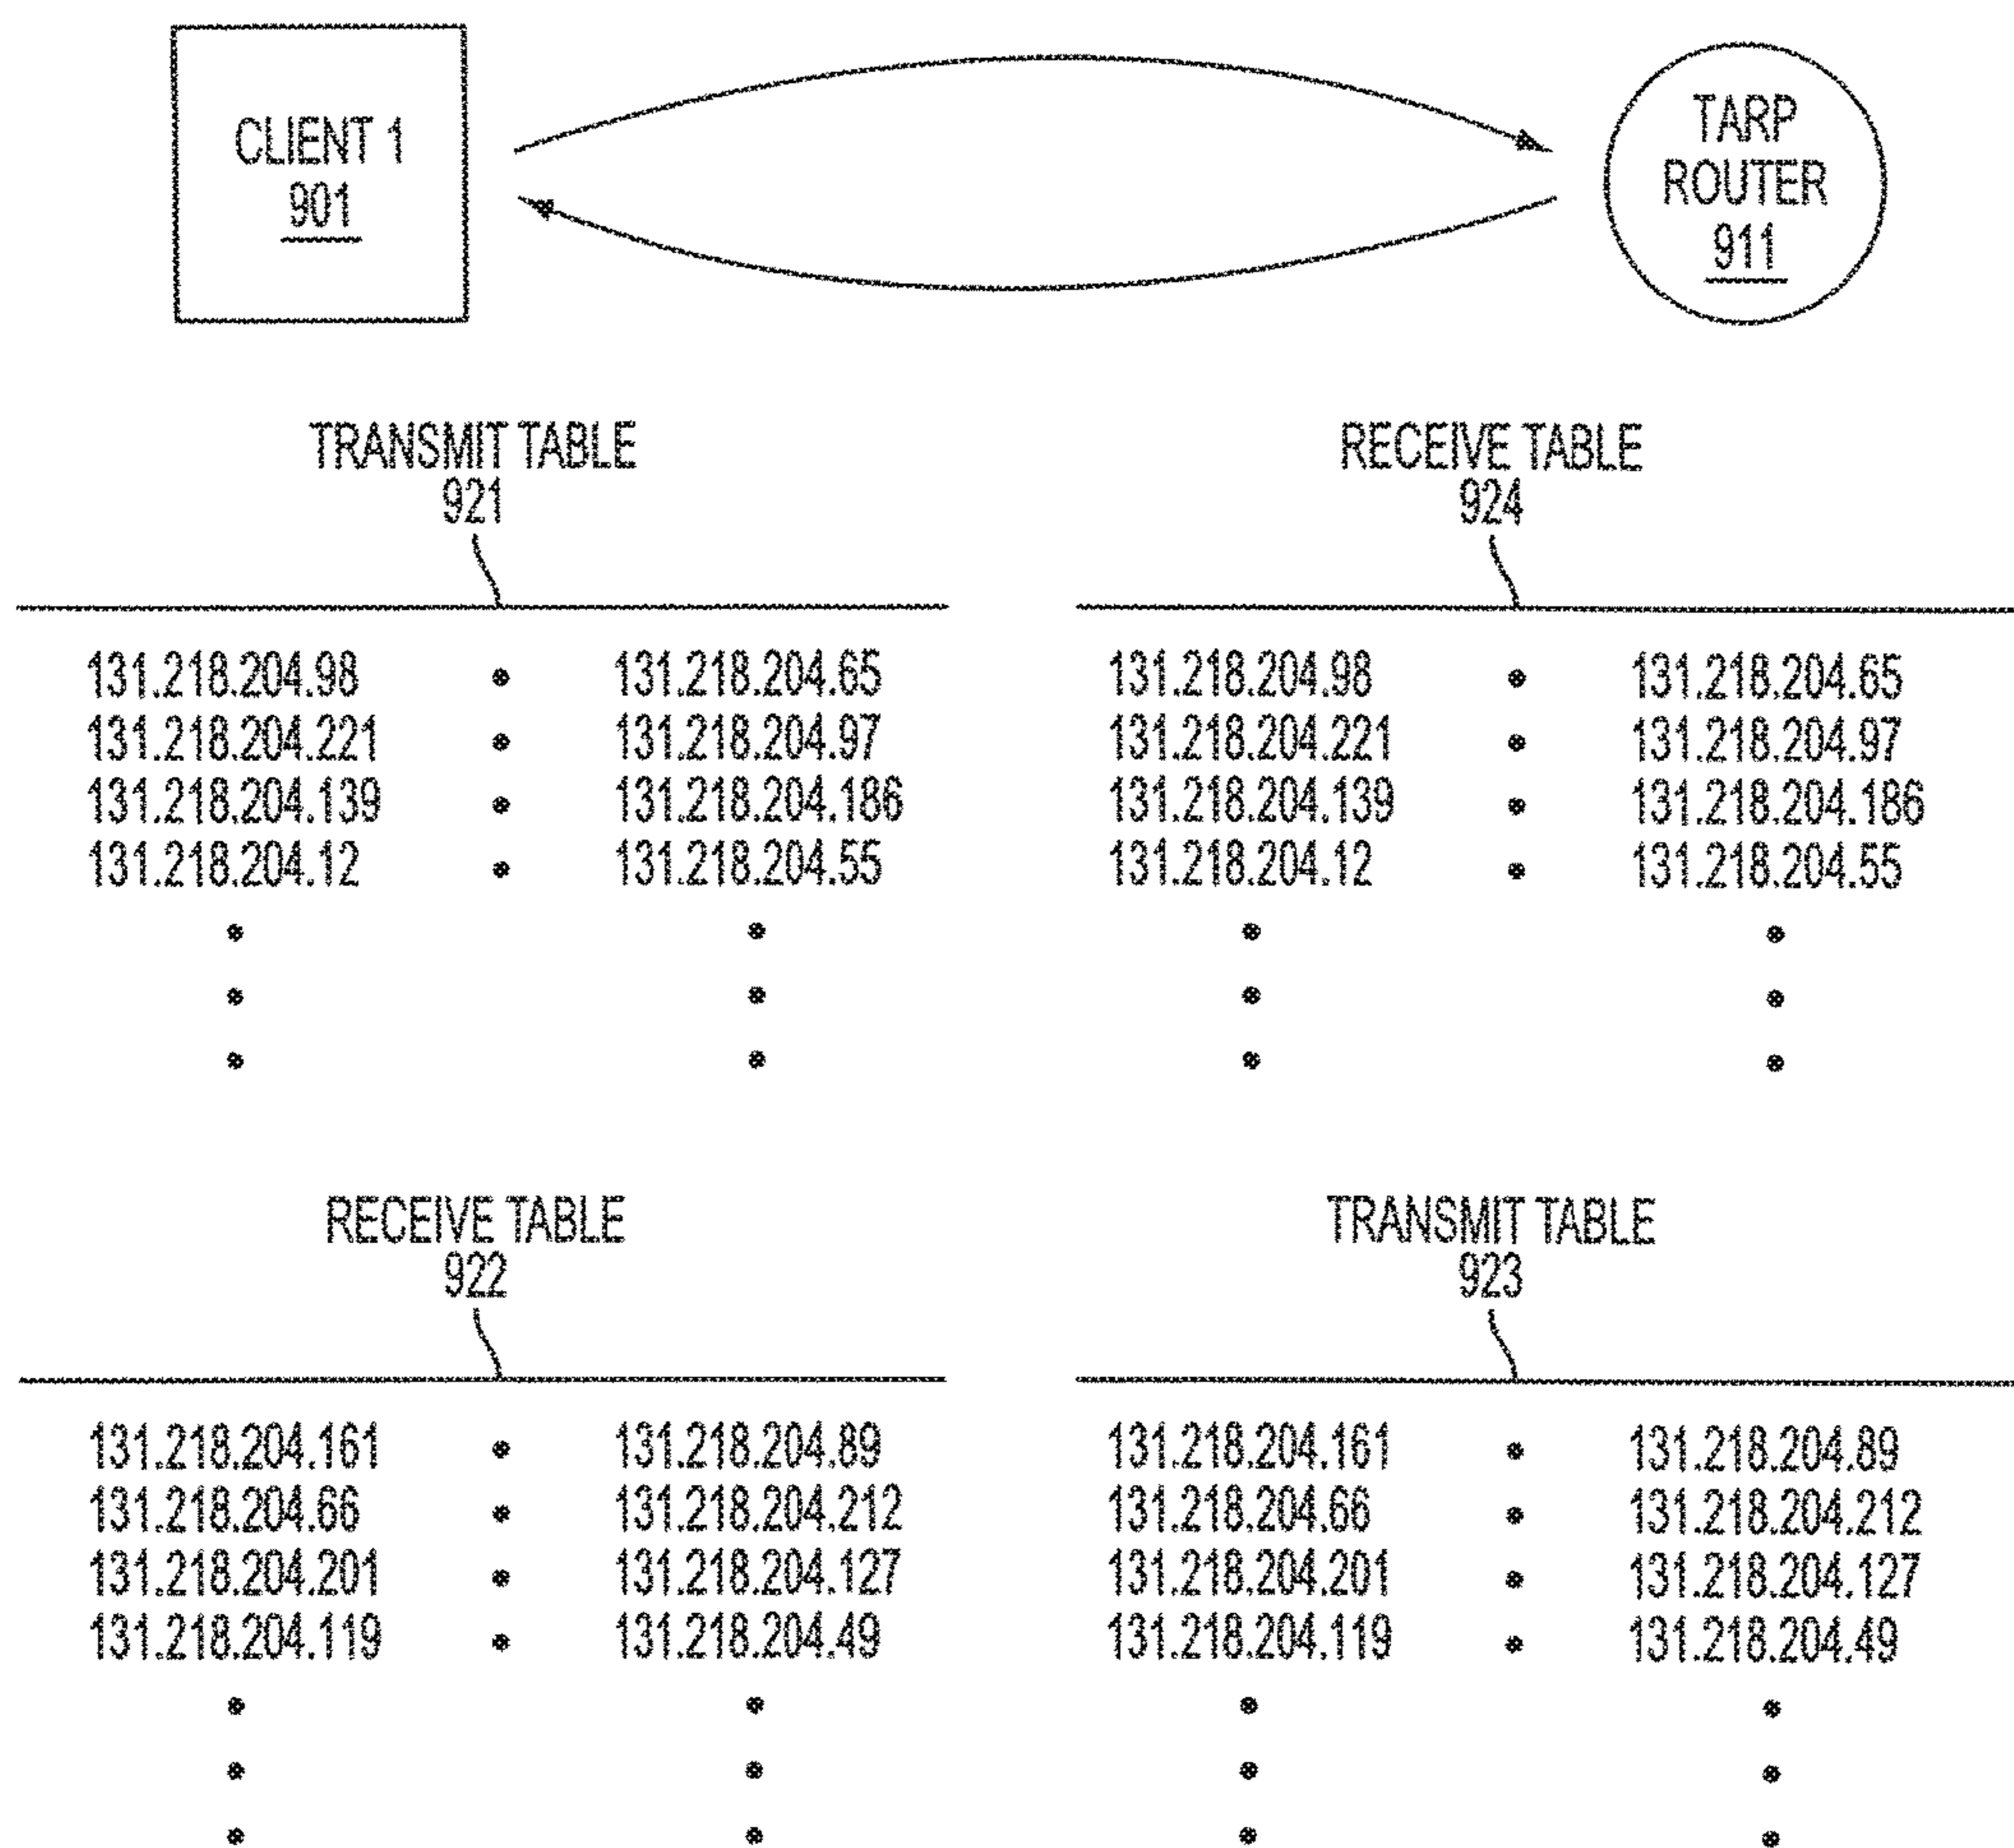 CLIENT 1
901
TARP
ROUTER
911
TRANSMIT TABLE
921
131.218.204.98 • 131.218.204.65
131.218.204.221 • 131.218.204.97
131.218.204.139 • 131.218.204.186
131.218.204.12 • 131.218.204.55
RECEIVE TABLE
924
131.218.204.98 • 131.218.204.65
131.218.204.221 • 131.218.204.97
131.218.204.139 • 131.218.204.186
131.218.204.12 • 131.218.204.55
RECEIVE TABLE
922
131.218.204.161 • 131.218.204.89
131.218.204.66 • 131.218.204.212
131.218.204.201 • 131.218.204.127
131.218.204.119 • 131.218.204.49
TRANSMIT TABLE
923
131.218.204.161 • 131.218.204.89
131.218.204.66 • 131.218.204.212
131.218.204.201 • 131.218.204.127
131.218.204.119 • 131.218.204.49